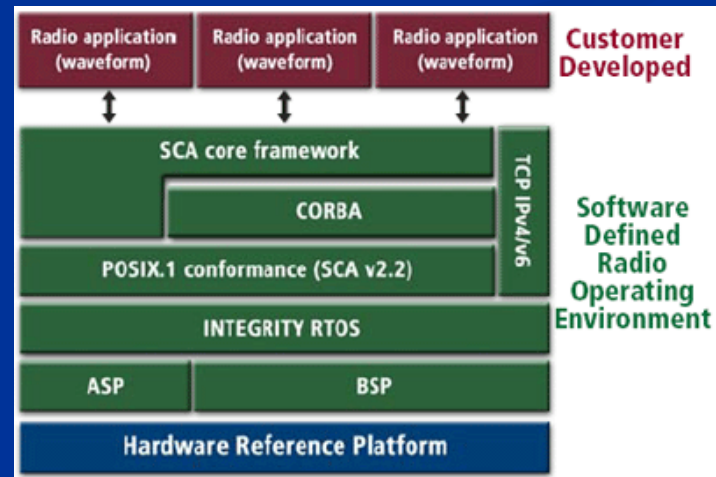 Radio application
(waveform)
Radio application
(waveform)
Radio application
(waveform)
Customer
Developed
SCA core framework
CORBA
TCP IPv4/v6
POSIX.1 conformance (SCA v2.2)
Software
Defined
Radio
Operating
Environment
INTEGRITY RTOS
ASP
BSP
Hardware Reference Platform